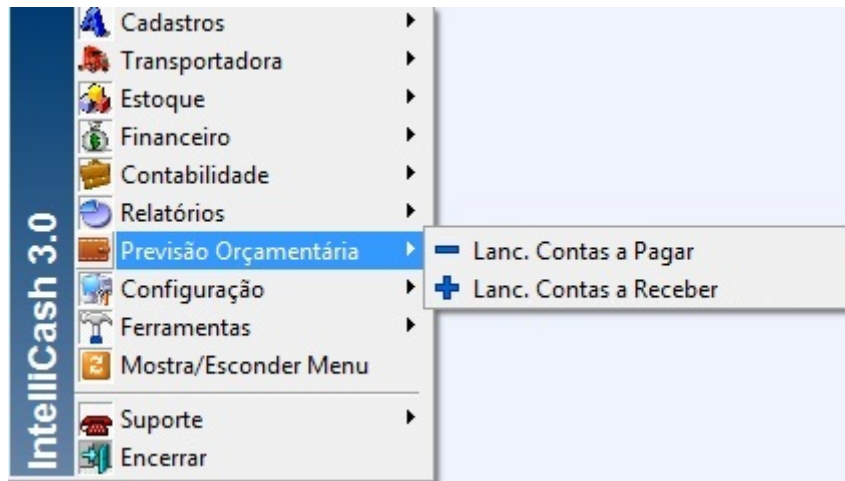 IntelliCash 3.0
Cadastros
Transportadora
Estoque
Financeiro
Contabilidade
Relatórios
Previsão Orçamentária
Lanc. Contas a Pagar
Lanc. Contas a Receber
Configuração
Ferramentas
Mostra/Esconder Menu
Suporte
Encerrar